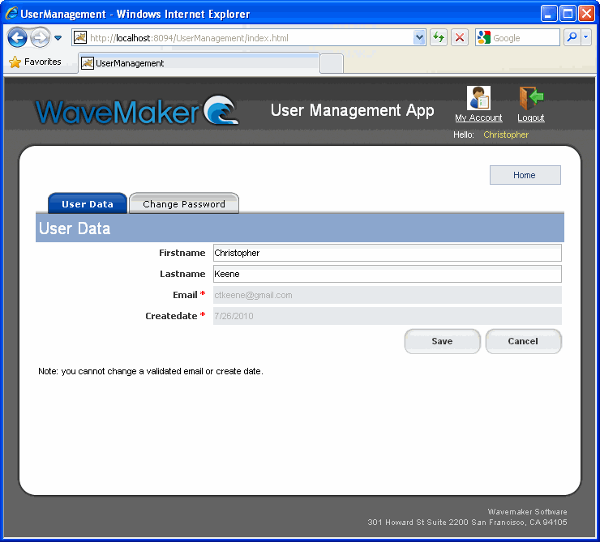 UserManagement - Windows Internet Explorer
http://localhost:8094/UserManagement/index.html
Google
Favorites
UserManagement
WaveMaker
User Management App
My Account
Logout
Hello: Christopher
Home
User Data
Change Password
User Data
Firstname Christopher
Lastname Keene
Email * ctkeene@gmail.com
Createdate * 7/26/2010
Save
Cancel
Note: you cannot change a validated email or create date.
Wavemaker Software
301 Howard St Suite 2200 San Francisco, CA 94105